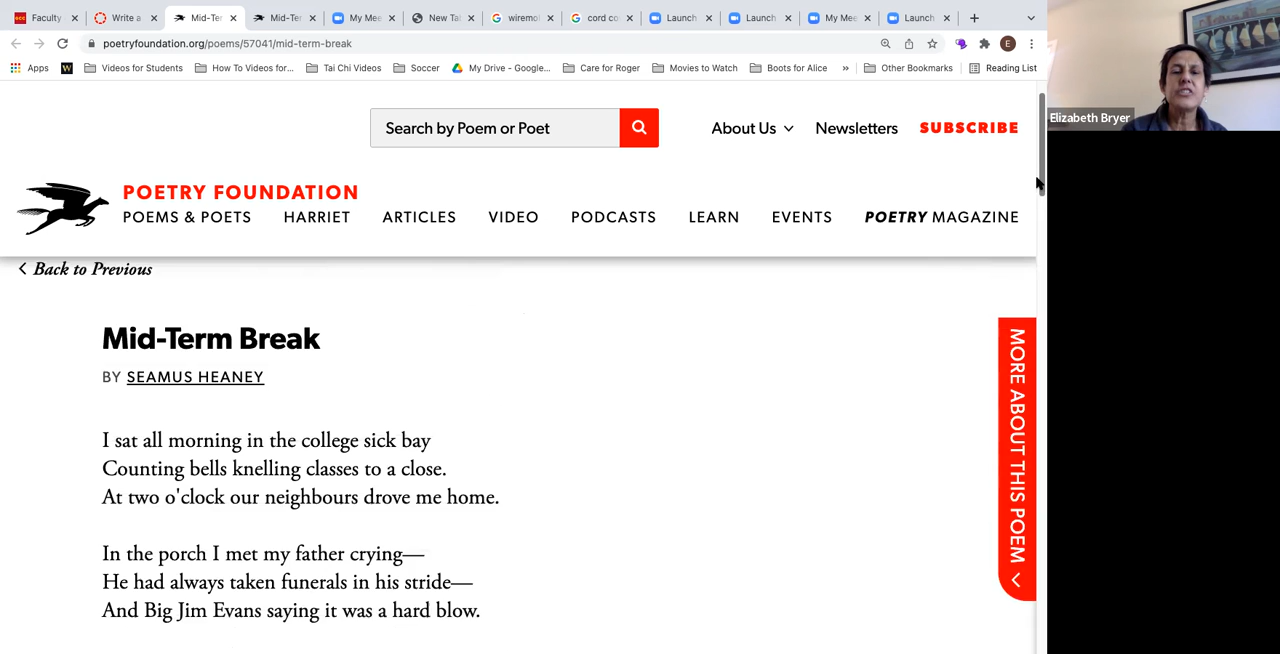 Faculty
Write a
Mid-Ter
Mid-Ter
My Mee
New Ta
wiremol
cord co
Launch
Launch
My Mee
Launch
poetryfoundation.org/poems/57041/mid-term-break
E
Apps
W
Videos for Students
How To Videos for...
Tai Chi Videos
Soccer
My Drive - Google...
Care for Roger
Movies to Watch
Boots for Alice
»
Other Bookmarks
Reading List
Elizabeth Bryer
Search by Poem or Poet
About Us
Newsletters
SUBSCRIBE
POETRY FOUNDATION
POEMS & POETS
HARRIET
ARTICLES
VIDEO
PODCASTS
LEARN
EVENTS
POETRY MAGAZINE
Back to Previous
Mid-Term Break
BY SEAMUS HEANEY
I sat all morning in the college sick bay
Counting bells knelling classes to a close.
At two o'clock our neighbours drove me home.
In the porch I met my father crying—
He had always taken funerals in his stride—
And Big Jim Evans saying it was a hard blow.
MORE ABOUT THIS POEM